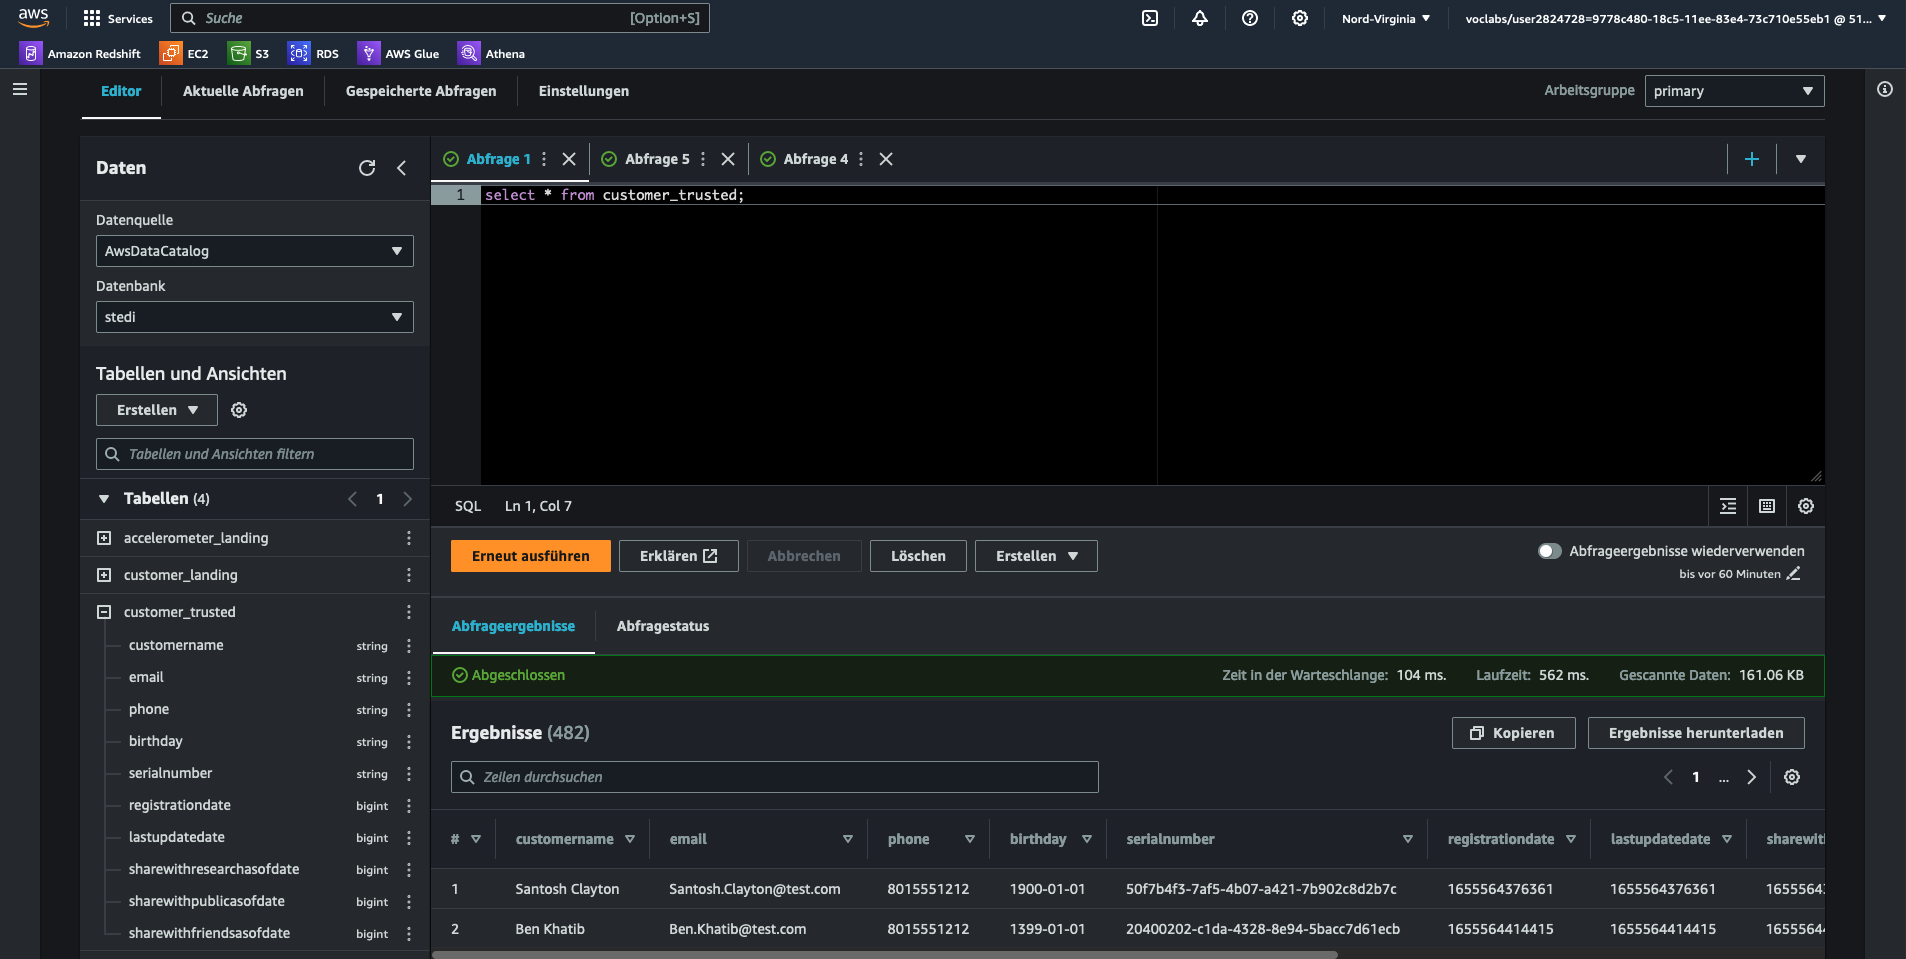 aws
Services
Suche
[Option+S]
Nord-Virginia
voclabs/user2824728=9778c480-18c5-11ee-83e4-73c710e55eb1 @ 51...
Amazon Redshift
EC2
S3
RDS
AWS Glue
Athena
Editor
Aktuelle Abfragen
Gespeicherte Abfragen
Einstellungen
Arbeitsgruppe
primary
Daten
Datenquelle
AwsDataCatalog
Datenbank
stedi
Tabellen und Ansichten
Erstellen
Tabellen und Ansichten filtern
Tabellen (4)
1
accelerometer_landing
customer_landing
customer_trusted
customername string
email string
phone string
birthday string
serialnumber string
registrationdate bigint
lastupdatedate bigint
sharewithresearchasofdate bigint
sharewithpublicasofdate bigint
sharewithfriendsasofdate bigint
Abfrage 1
Abfrage 5
Abfrage 4
1 select * from customer_trusted;
SQL Ln 1, Col 7
Erneut ausführen
Erklären
Abbrechen
Löschen
Erstellen
Abfrageergebnisse wiederverwenden
bis vor 60 Minuten
Abfrageergebnisse
Abfragestatus
Abgeschlossen
Zeit in der Warteschlange: 104 ms.
Laufzeit: 562 ms.
Gescannte Daten: 161.06 KB
Ergebnisse (482)
Kopieren
Ergebnisse herunterladen
Zeilen durchsuchen
1 ...
# customername email phone birthday serialnumber registrationdate lastupdatedate sharewith
1 Santosh Clayton Santosh.Clayton@test.com 8015551212 1900-01-01 50f7b4f3-7af5-4b07-a421-7b902c8d2b7c 1655564376361 1655564376361 1655564
2 Ben Khatib Ben.Khatib@test.com 8015551212 1399-01-01 20400202-c1da-4328-8e94-5bacc7d61ecb 1655564414415 1655564414415 1655564